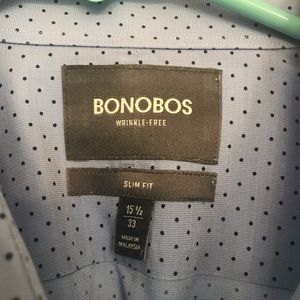 BONOBOS
WRINKLE-FREE
SLIM FIT
15 ½
33
MADE IN
MALAYSIA